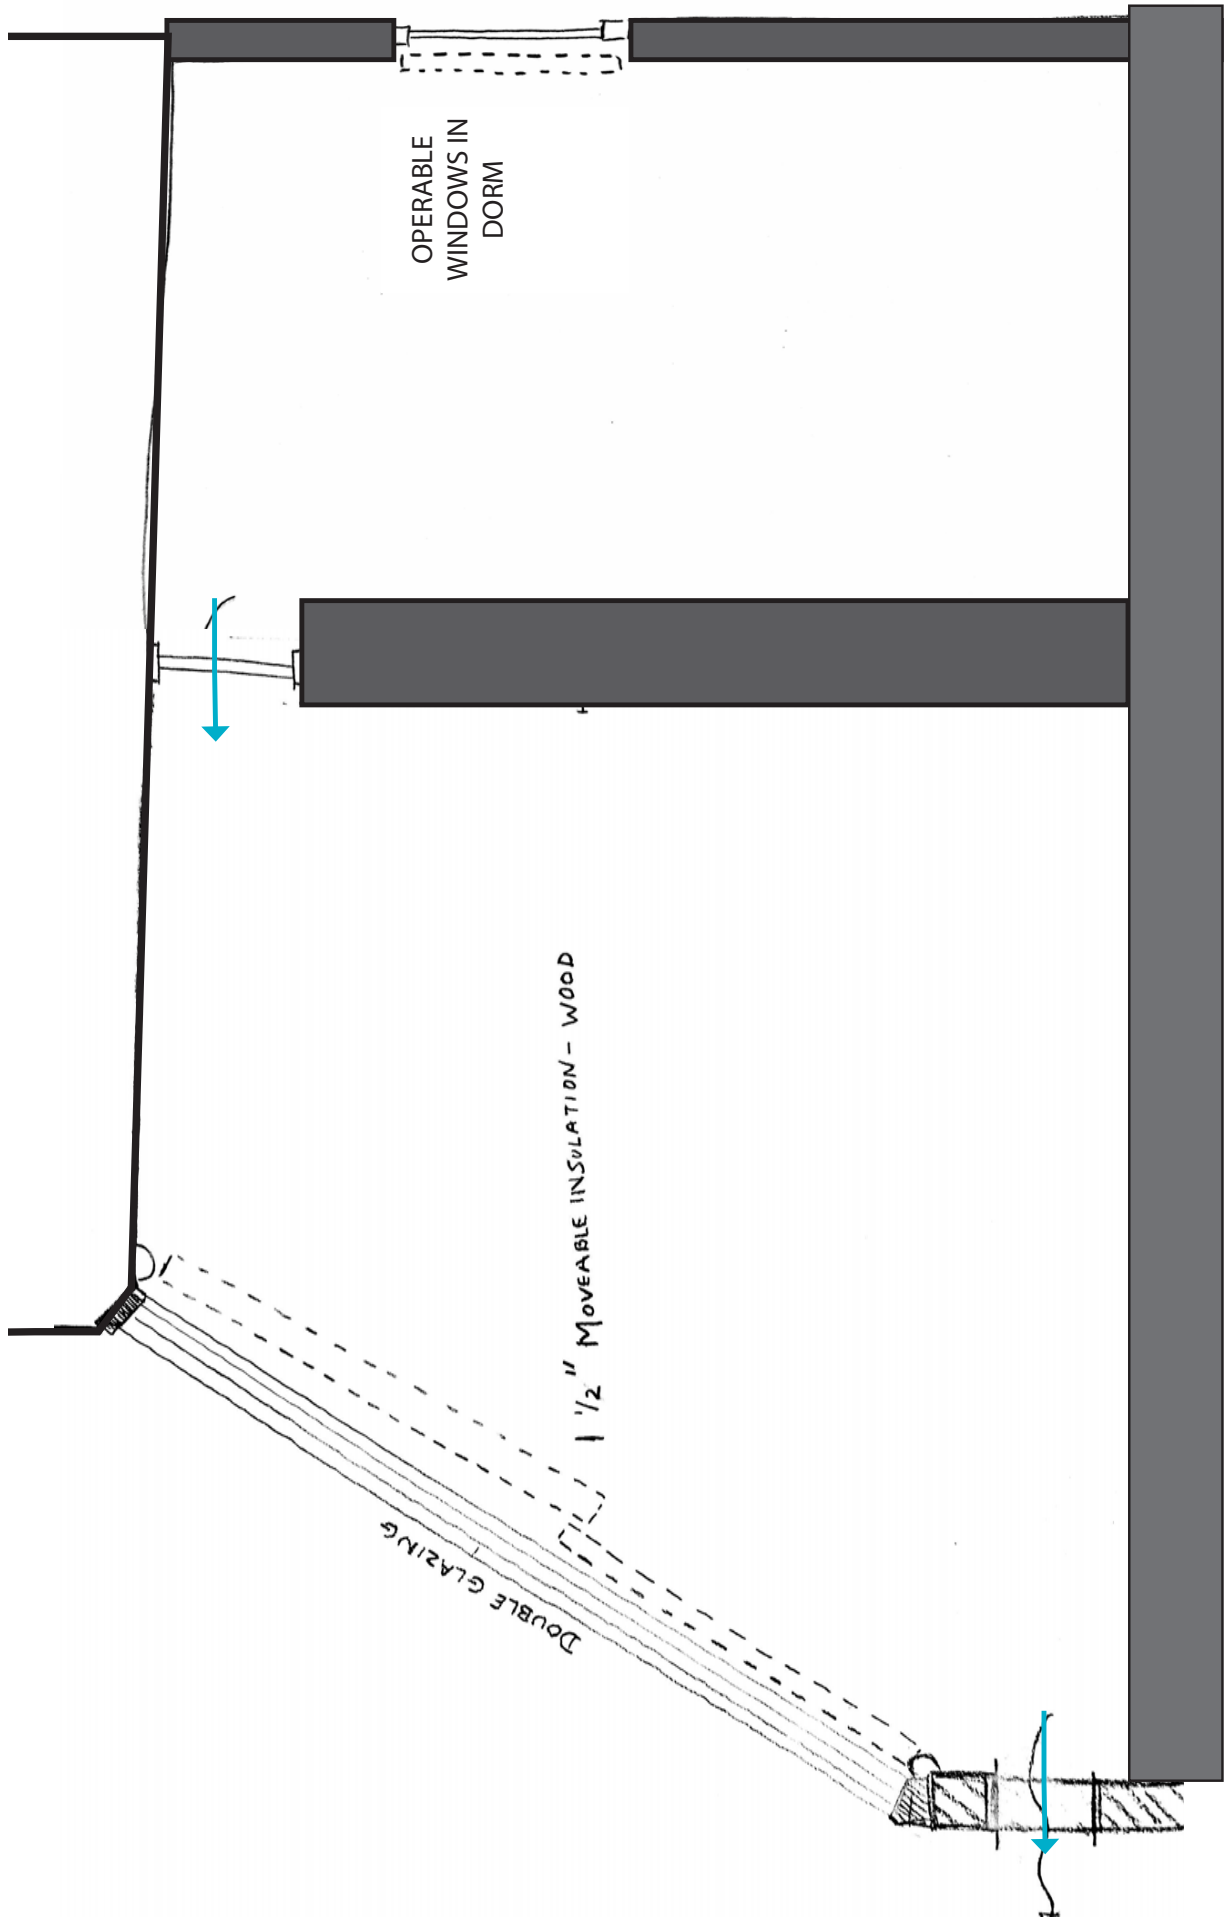 OPERABLE
WINDOWS IN
DORM
1 1/2" MOVEABLE INSULATION - WOOD
DOUBLE GLAZING